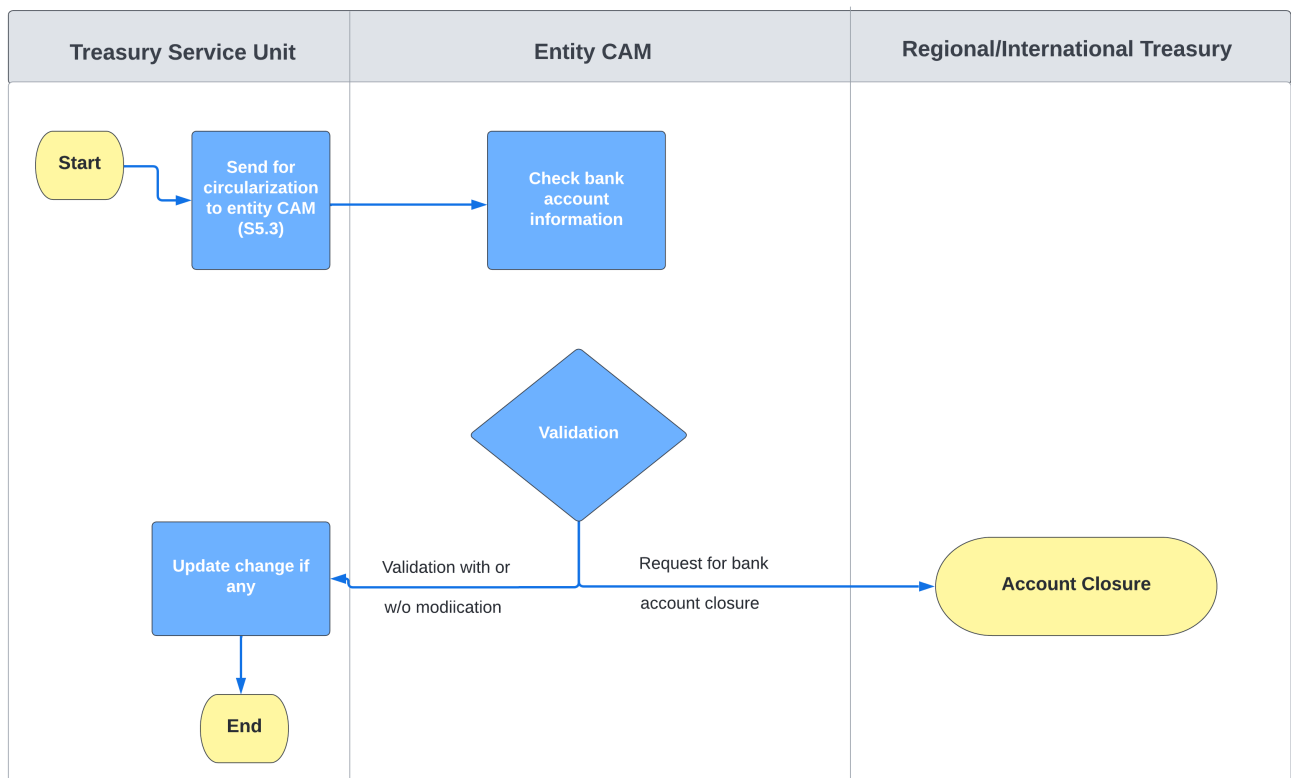 Treasury Service Unit
Entity CAM
Regional/International Treasury
Start
Send for
circularization
to entity CAM
(S5.3)
Check bank
account
information
Validation
Update change if
any
Validation with or
w/o modiication
Request for bank
account closure
Account Closure
End